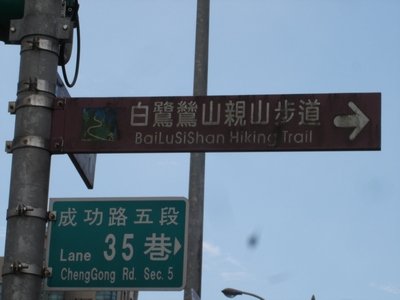 白鷺鷥山親山步道
BaiLuSiShan Hiking Trail
成功路五段
Lane 35 巷
ChengGong Rd. Sec. 5